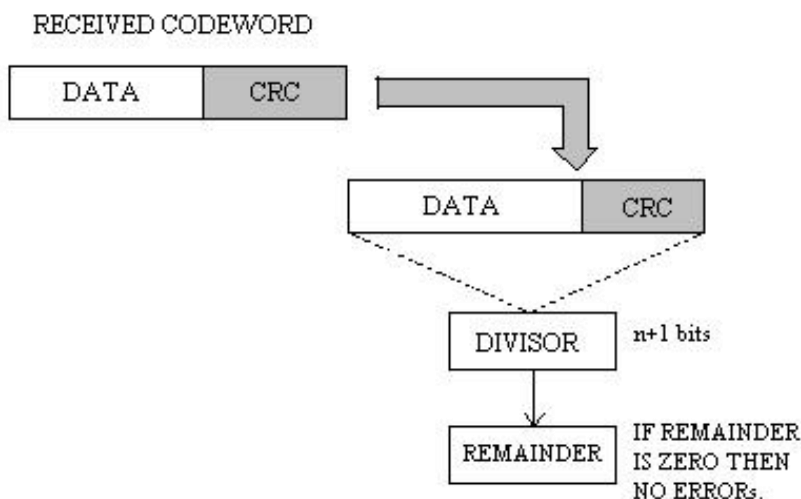 RECEIVED CODEWORD
DATA CRC
DATA CRC
DIVISOR
n+1 bits
REMAINDER
IF REMAINDER
IS ZERO THEN
NO ERRORs.